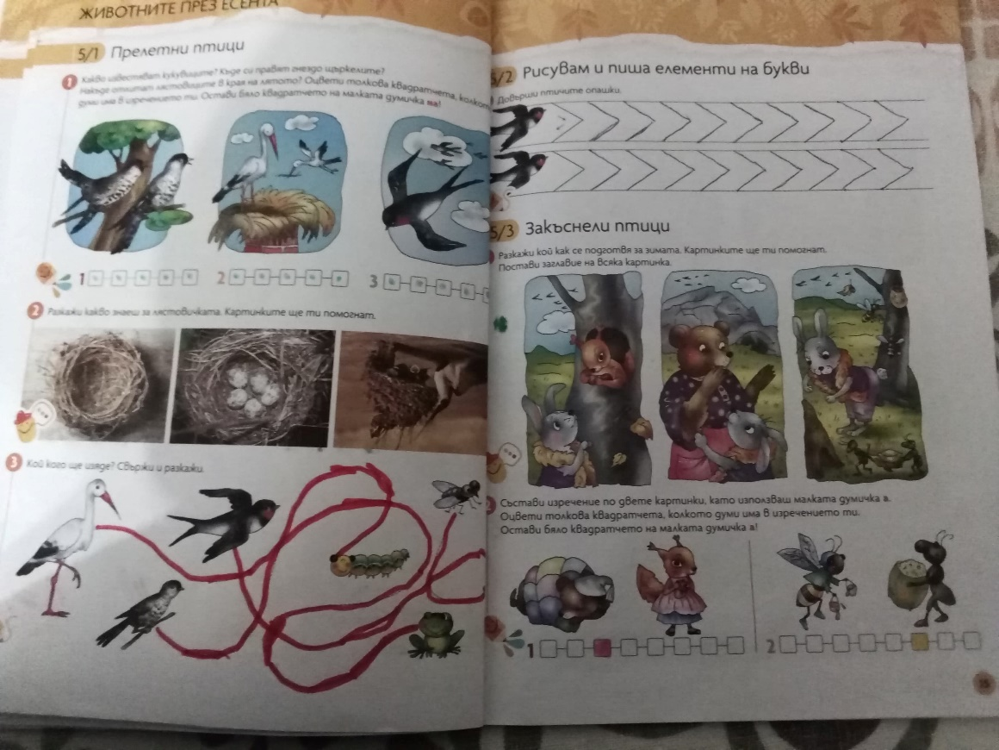 ЖИВОТНИТЕ ПРЕЗ ЕСЕНТА
5/1 Прелетни птици
1 Какво известяват кукувиците? Къде си правят гнездо щъркелите?
Накъде отлитат лястовиците в края на лятото? Оцвети толкова квадратчета, колкото
думи има в изречението ти. Остави бяло квадратчето на малката думичка на!
1
2
3
2 Разкажи какво знаеш за лястовичката. Картинките ще ти помогнат.
3 Кой кого ще изяде? Свържи и разкажи.
5/2 Рисувам и пиша елементи на букви
Довърши птичите опашки.
5/3 Закъснели птици
Разкажи кой как се подготвя за зимата. Картинките ще ти помогнат.
Постави заглавие на всяка картинка.
Състави изречение по двете картинки, като използваш малката думичка в.
Оцвети толкова квадратчета, колкото думи има в изречението ти.
Остави бяло квадратчето на малката думичка в!
1
2